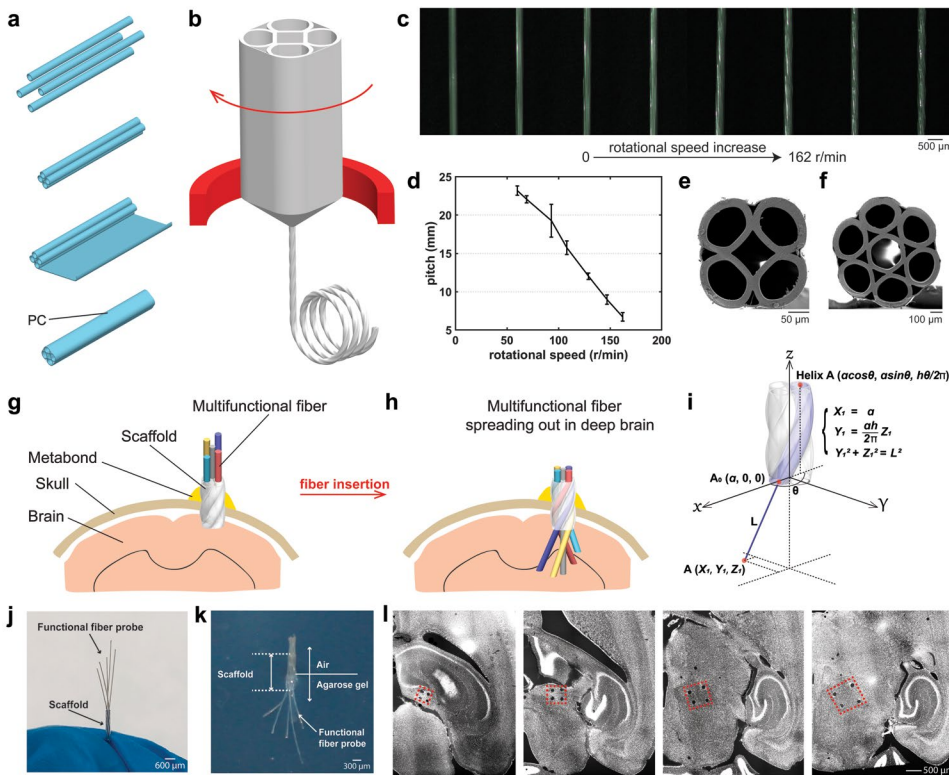 a
PC
b
c
0 rotational speed increase 162 r/min
500 µm
d
pitch (mm)
25
20
15
10
5
0 50 100 150 200
rotational speed (r/min)
e
50 µm
f
100 µm
g
Multifunctional fiber
Scaffold
Metabond
Skull
Brain
fiber insertion
h
Multifunctional fiber
spreading out in deep brain
i
Z
Helix A (acosθ, asinθ, hθ/2π)
X₁ = a
Y₁ = ah/2π Z₁
Y₁² + Z₁² = L²
A₀ (a, 0, 0)
θ
X
Y
L
A (X₁, Y₁, Z₁)
j
Functional fiber probe
Scaffold
600 µm
k
Scaffold
Air
Agarose gel
Functional
fiber probe
300 µm
l
500 µm